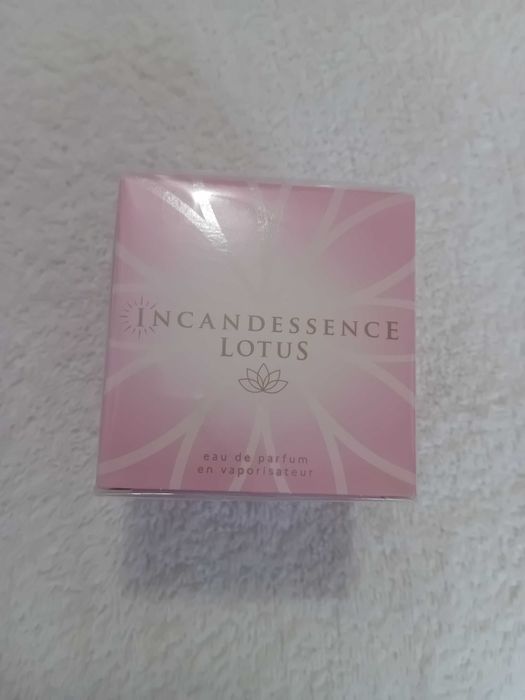 INCANDESSENCE
LOTUS
eau de parfum
en vaporisateur